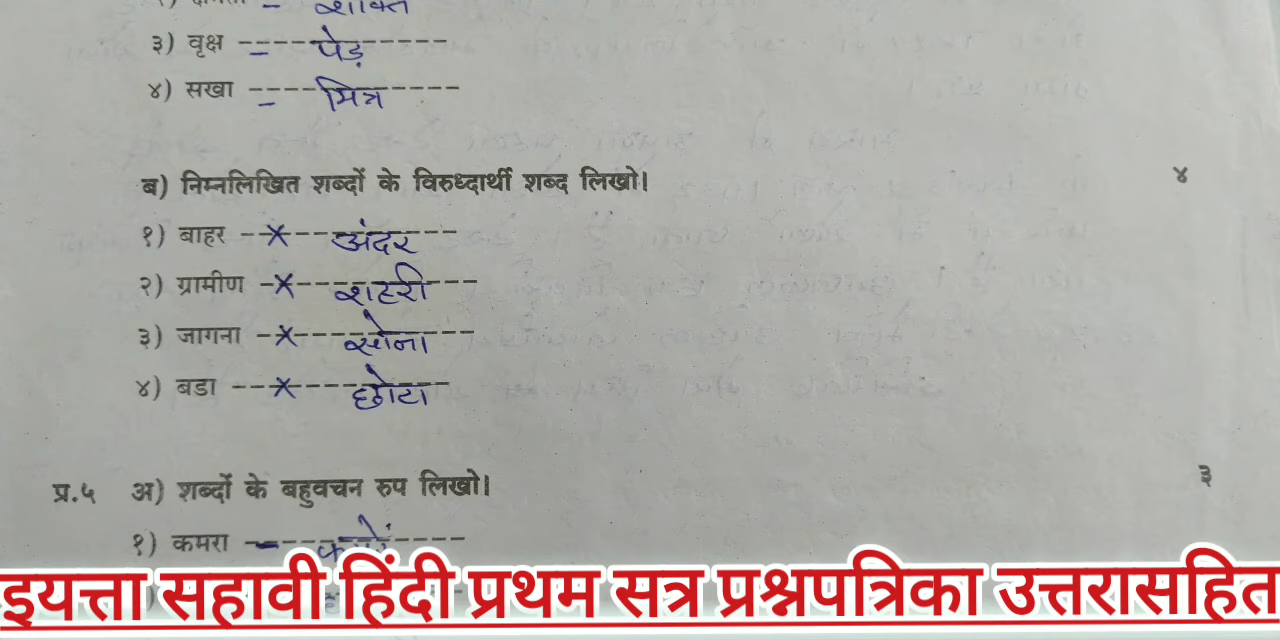 – शक्ति
३) वृक्ष ---- पेड़ ------
४) सखा ---- मित्र ------
ब) निम्नलिखित शब्दों के विरुध्दार्थी शब्द लिखो। ४
१) बाहर --×-- अंदर ---
२) ग्रामीण -×-- शहरी ---
३) जागना -×-- सोना ---
४) बडा ---×--- छोटा --
प्र.५ अ) शब्दों के बहुवचन रुप लिखो। ३
१) कमरा ----
इयत्ता सहावी हिंदी प्रथम सत्र प्रश्नपत्रिका उत्तरासहित